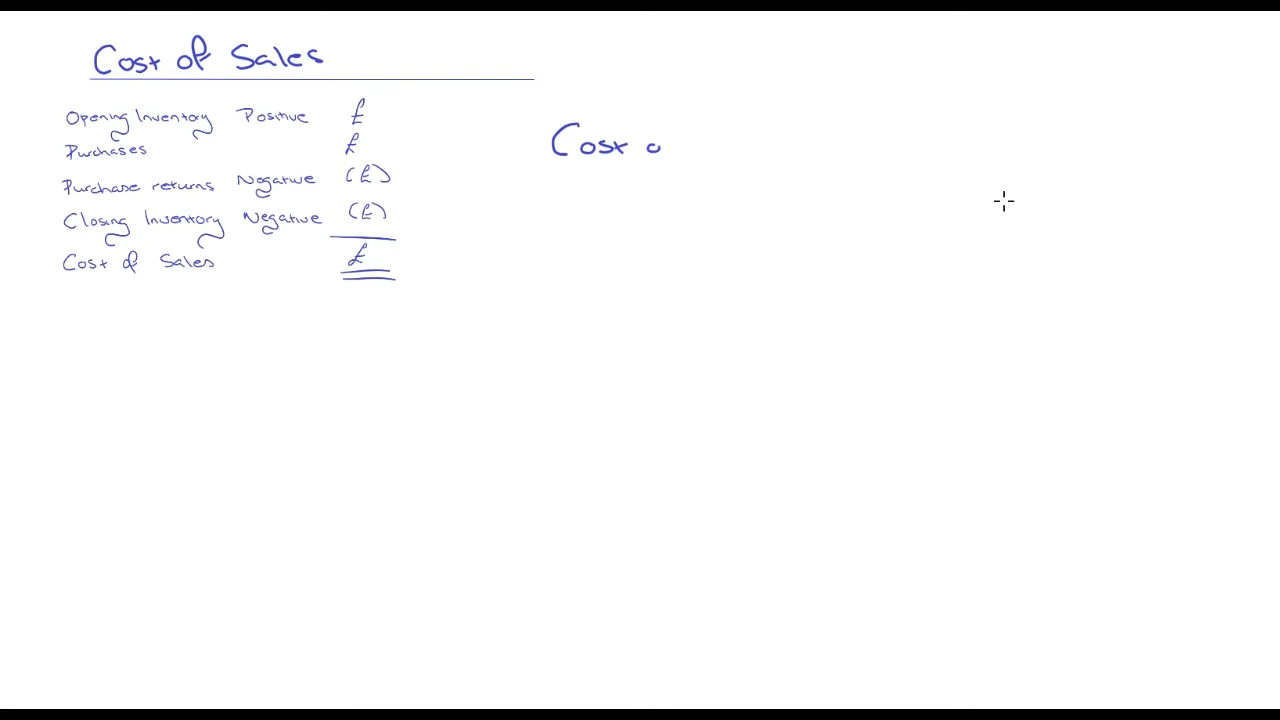 Cost of Sales
Opening Inventory Positive £
Purchases £
Purchase returns Negative (£)
Closing Inventory Negative (£)
Cost of Sales £
Cost o